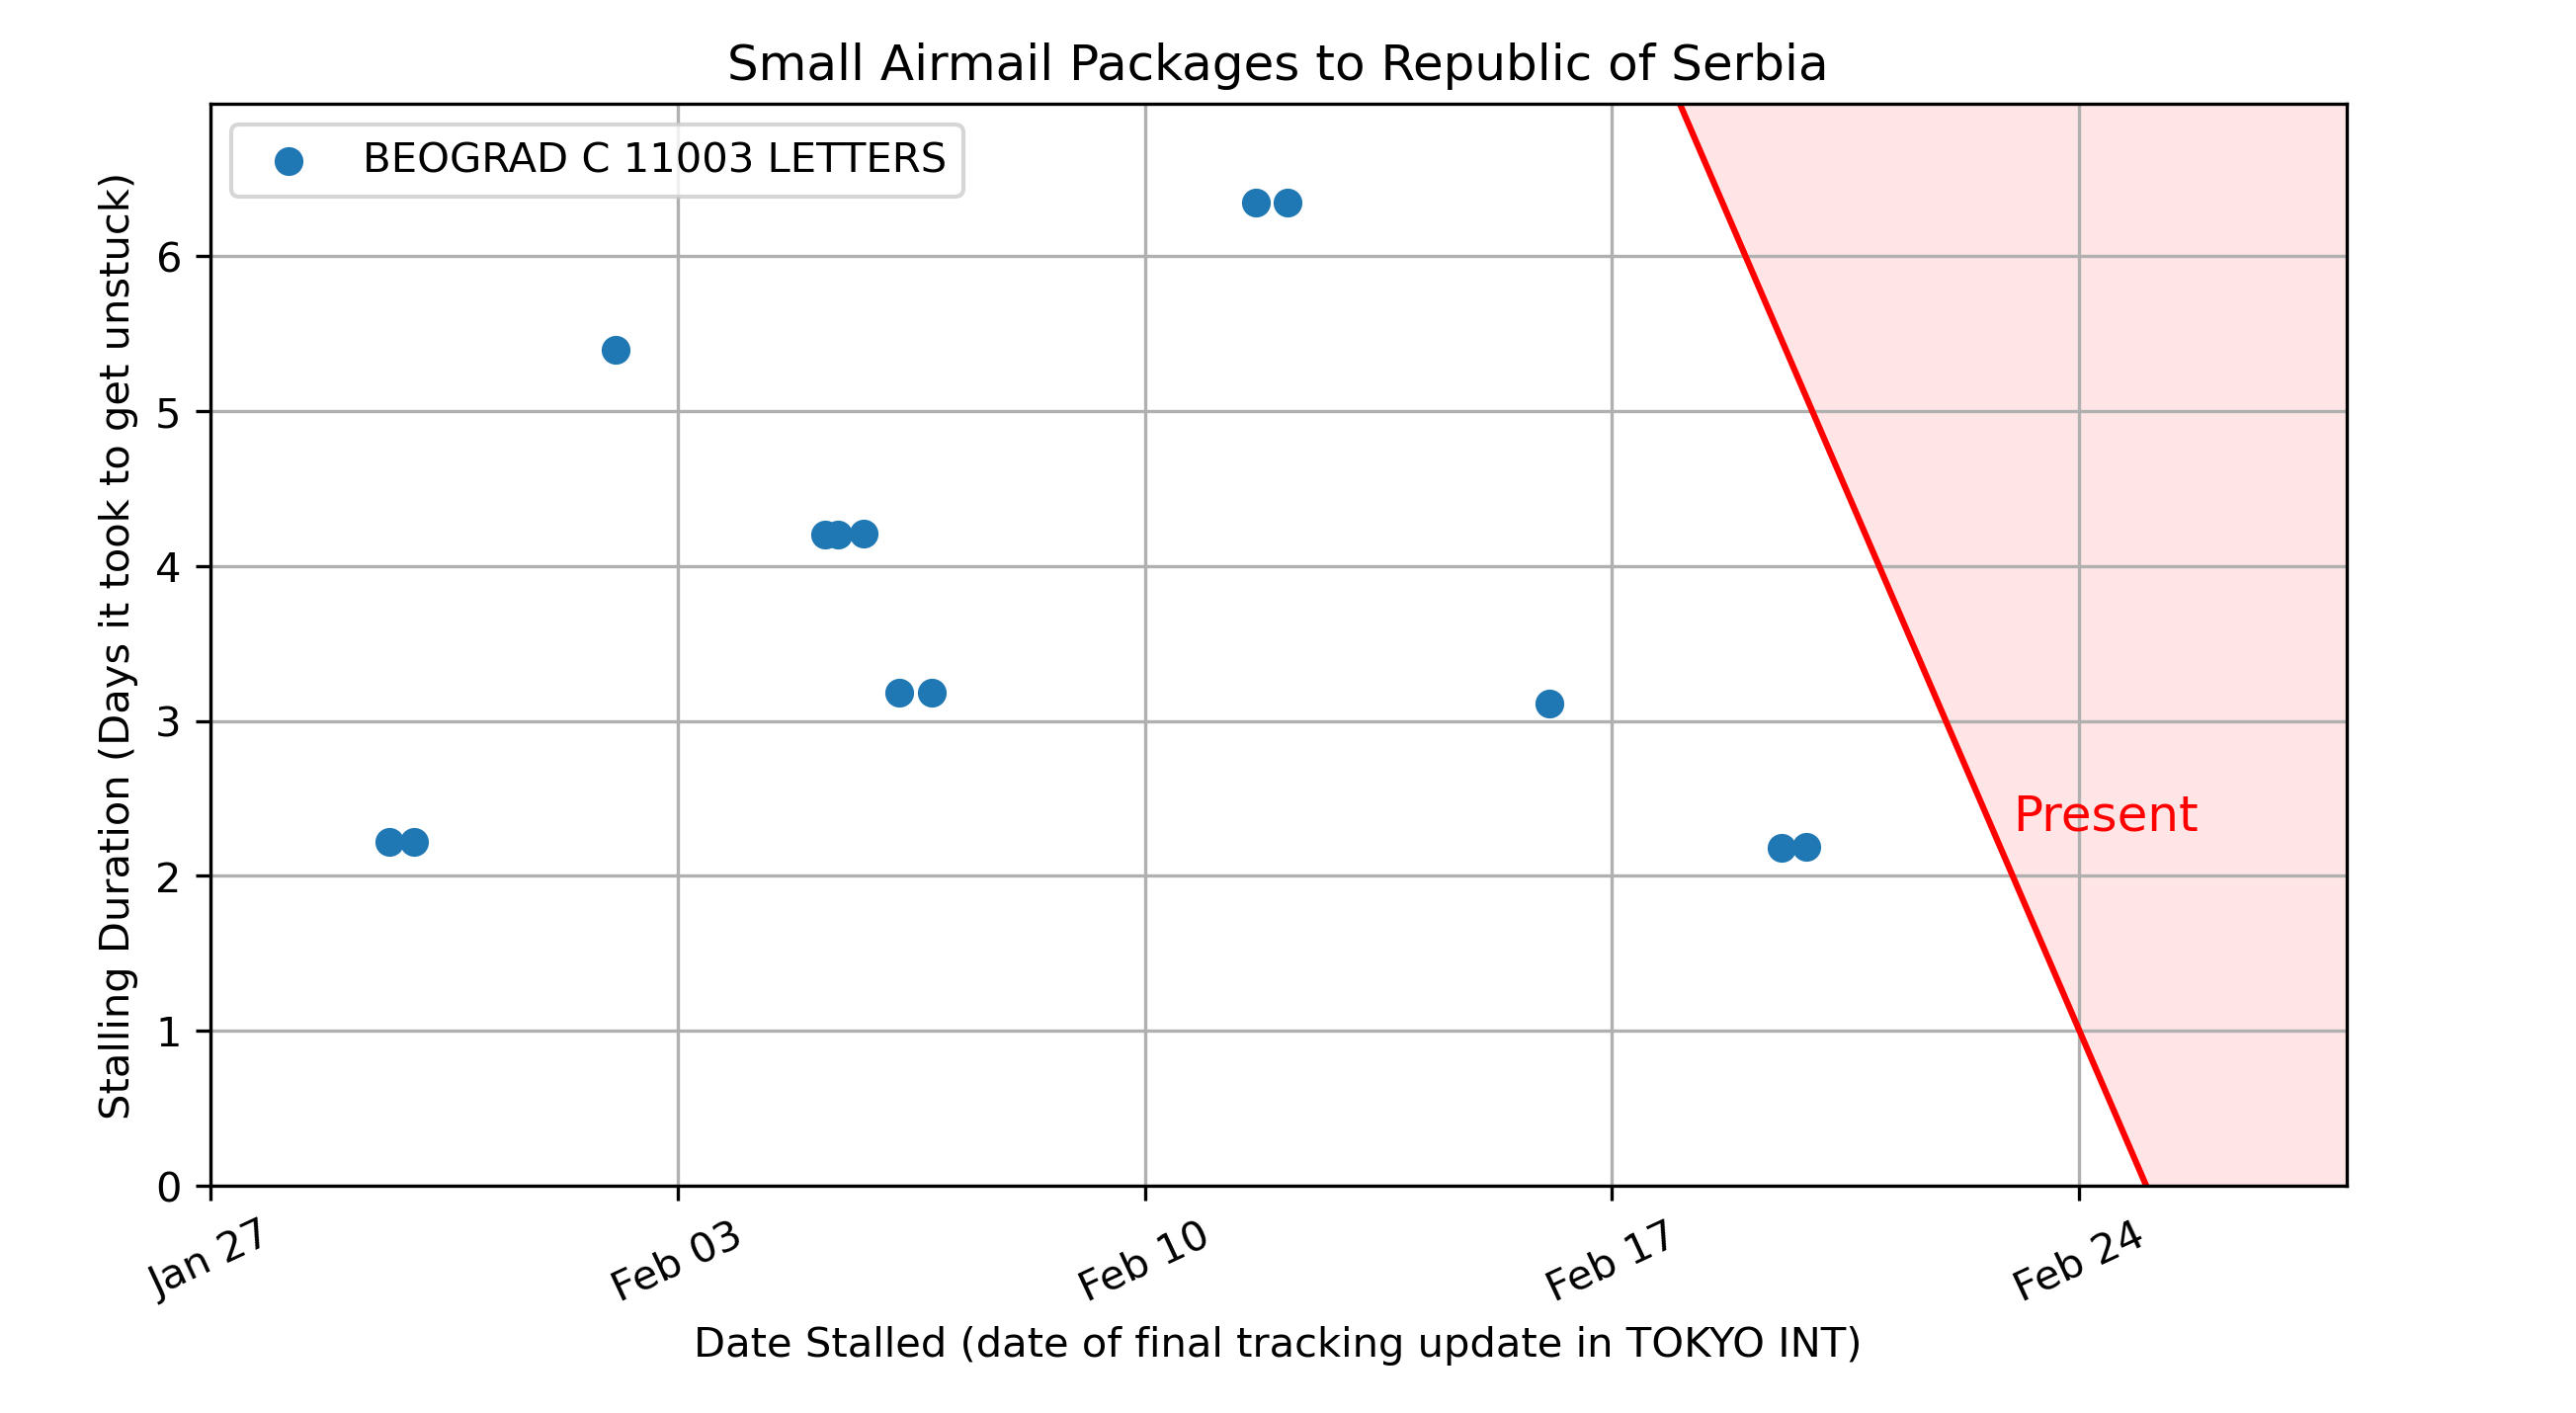 Small Airmail Packages to Republic of Serbia
BEOGRAD C 11003 LETTERS
Stalling Duration (Days it took to get unstuck)
6
5
4
3
2
1
0
Present
Jan 27
Feb 03
Feb 10
Feb 17
Feb 24
Date Stalled (date of final tracking update in TOKYO INT)